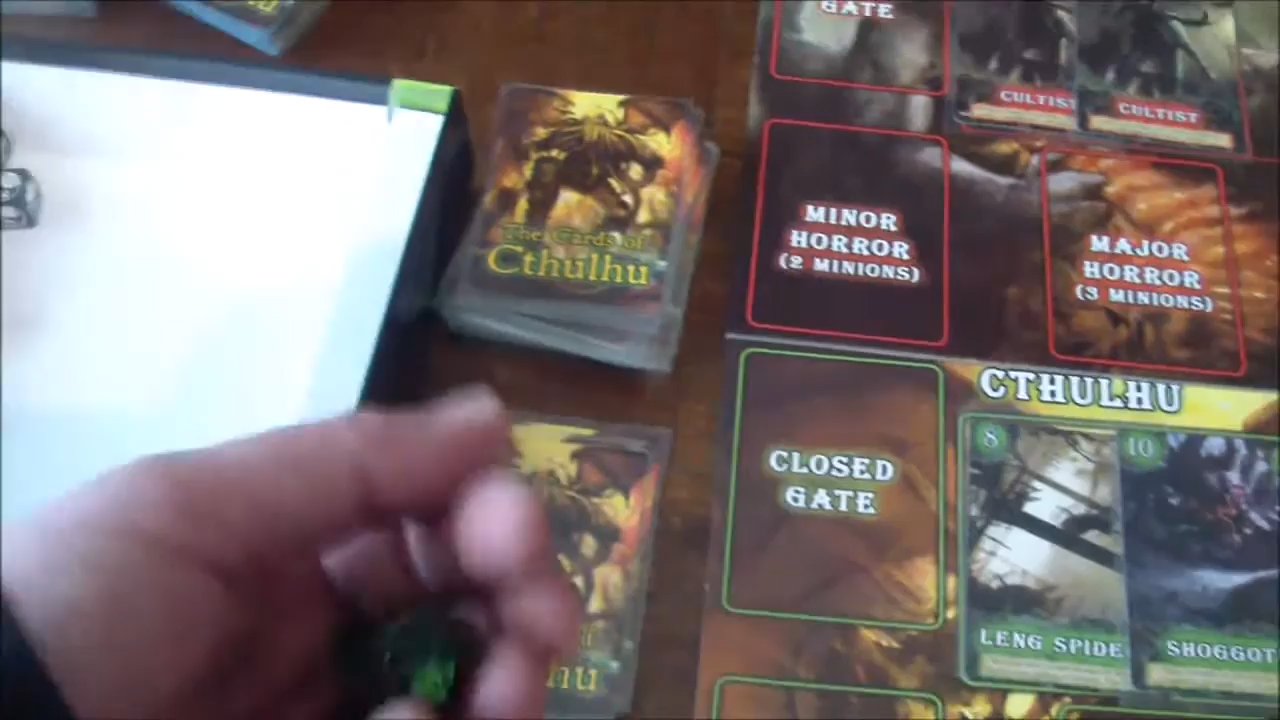 GATE
CULTIST
CULTIST
The Cards of
Cthulhu
MINOR
HORROR
(2 MINIONS)
MAJOR
HORROR
(3 MINIONS)
CTHULHU
CLOSED
GATE
8
10
LENG SPIDE
SHOGGOT
hu